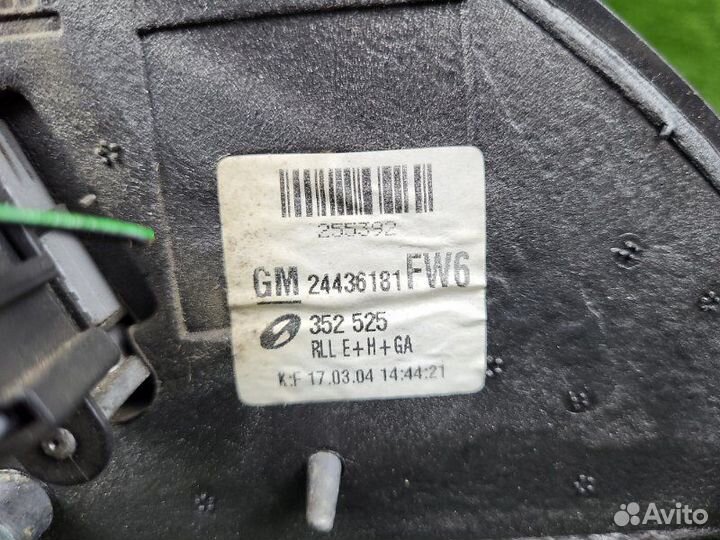 255392
GM 24436181 FW6
352 525
RLL E+H+GA
K:F 17.03.04 14:44:21
Avito